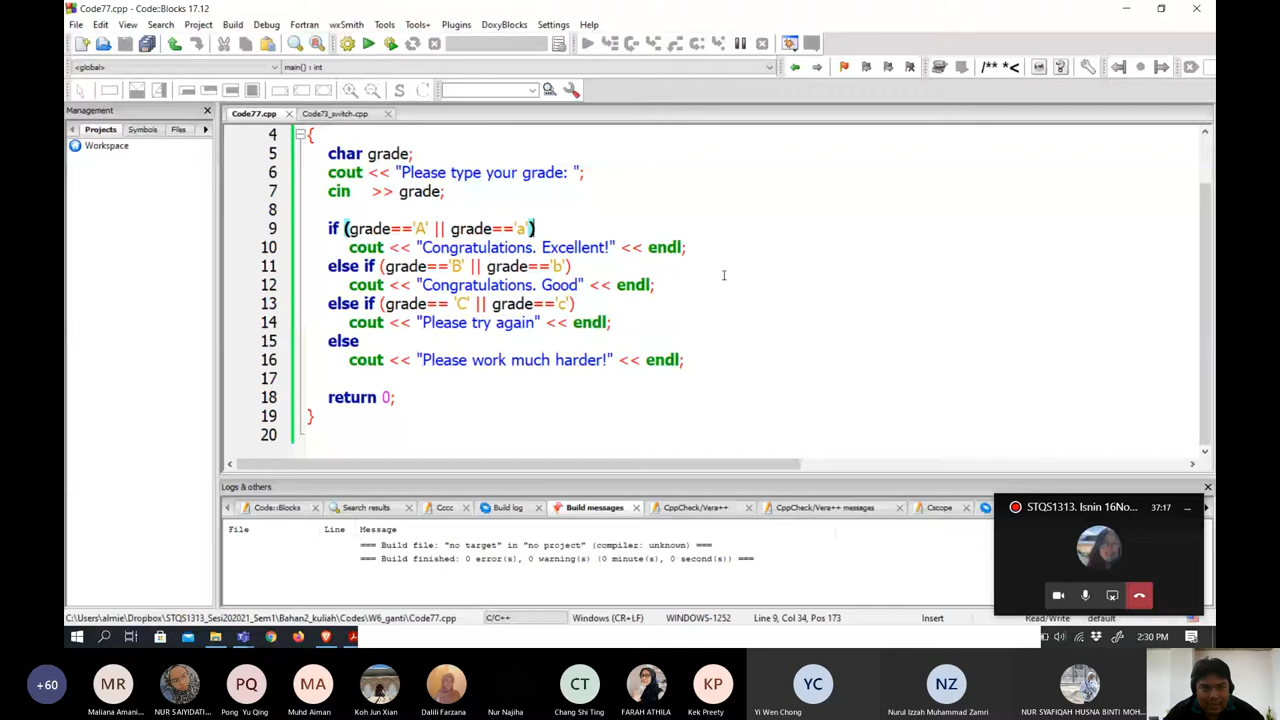 Code77.cpp - Code::Blocks 17.12
File Edit View Search Project Build Debug Fortran wxSmith Tools Tools+ Plugins DoxyBlocks Settings Help
<global> main() : int
/** *<
S
Management
Code77.cpp Code73_switch.cpp
Projects Symbols Files
Workspace
4 {
5 char grade;
6 cout << "Please type your grade: ";
7 cin >> grade;
8
9 if (grade=='A' || grade=='a')
10 cout << "Congratulations. Excellent!" << endl;
11 else if (grade=='B' || grade=='b')
12 cout << "Congratulations. Good" << endl;
13 else if (grade== 'C' || grade=='c')
14 cout << "Please try again" << endl;
15 else
16 cout << "Please work much harder!" << endl;
17
18 return 0;
19 }
20
Logs & others
Code::Blocks Search results Cccc Build log Build messages CppCheck/Vera++ CppCheck/Vera++ messages Cscope
File Line Message
=== Build file: "no target" in "no project" (compiler: unknown) ===
=== Build finished: 0 error(s), 0 warning(s) (0 minute(s), 0 second(s)) ===
STQS1313. Isnin 16No... 37:17
C:\Users\almie\Dropbox\STQS1313_Sesi202021_Sem1\Bahan2_kuliah\Codes\W6_ganti\Code77.cpp C/C++ Windows (CR+LF) WINDOWS-1252 Line 9, Col 34, Pos 173 Insert Read/Write default
2:30 PM
+60 MR PQ MA CT KP YC NZ
Maliana Amani... NUR SAIYIDATI... Pong Yu Qing Muhd Aiman Koh Jun Xian Dalili Farzana Nur Najiha Chang Shi Ting FARAH ATHILA Kek Preety Yi Wen Chong Nurul Izzah Muhammad Zamri NUR SYAFIQAH HUSNA BINTI MOH...